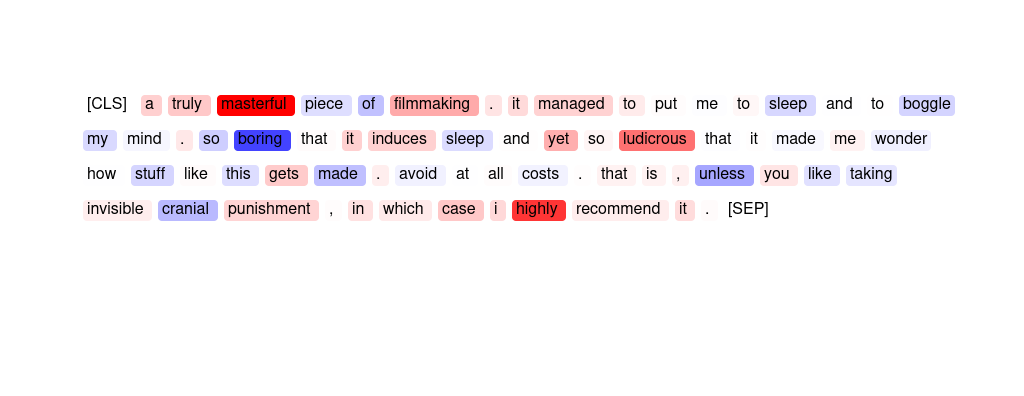 [CLS] a truly masterful piece of filmmaking . it managed to put me to sleep and to boggle
my mind . so boring that it induces sleep and yet so ludicrous that it made me wonder
how stuff like this gets made . avoid at all costs . that is , unless you like taking
invisible cranial punishment , in which case i highly recommend it . [SEP]